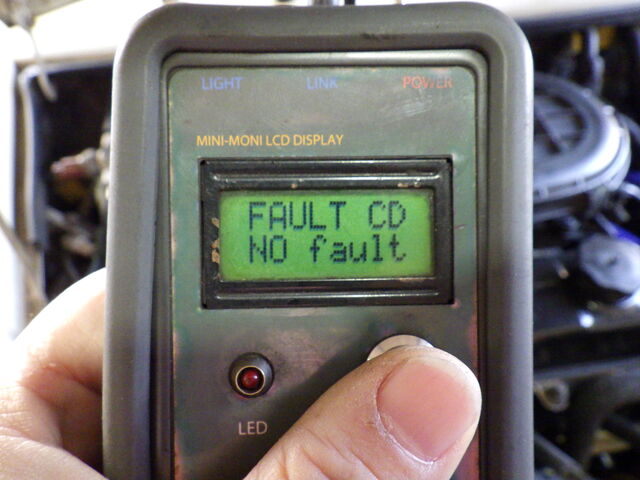 LIGHT LINK POWER
MINI-MONI LCD DISPLAY
FAULT CD
NO fault
LED